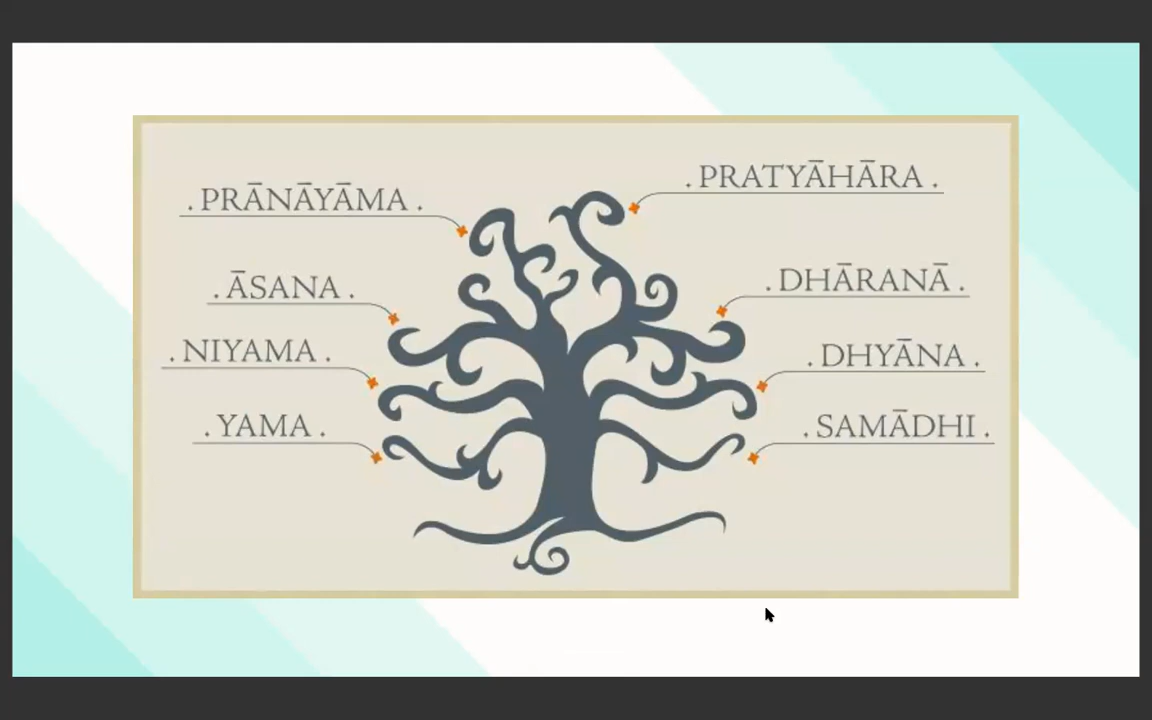 . PRĀNĀYĀMA .
. ĀSANA .
. NIYAMA .
. YAMA .
. PRATYĀHĀRA .
. DHĀRANĀ .
. DHYĀNA .
. SAMĀDHI .